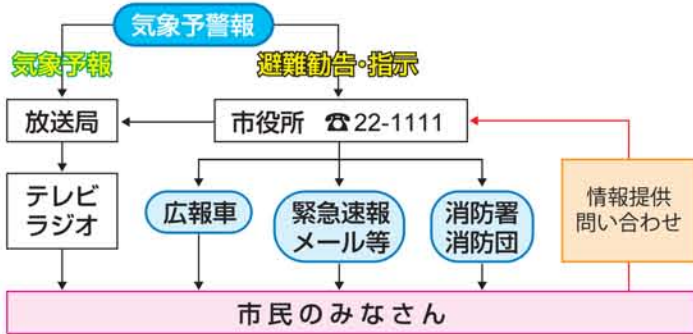 気象予警報
気象予報
避難勧告・指示
放送局
市役所 ☎22-1111
テレビ
ラジオ
広報車
緊急速報
メール等
消防署
消防団
情報提供
問い合わせ
市民のみなさん